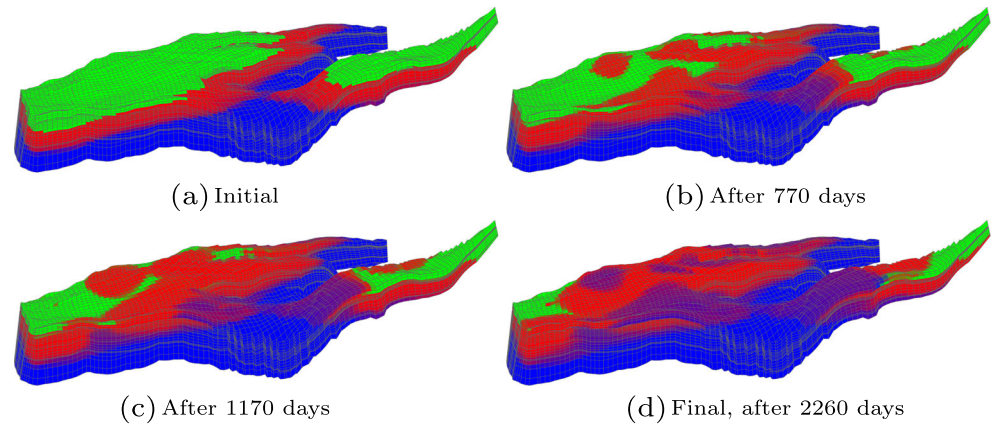 (a) Initial
(b) After 770 days
(c) After 1170 days
(d) Final, after 2260 days